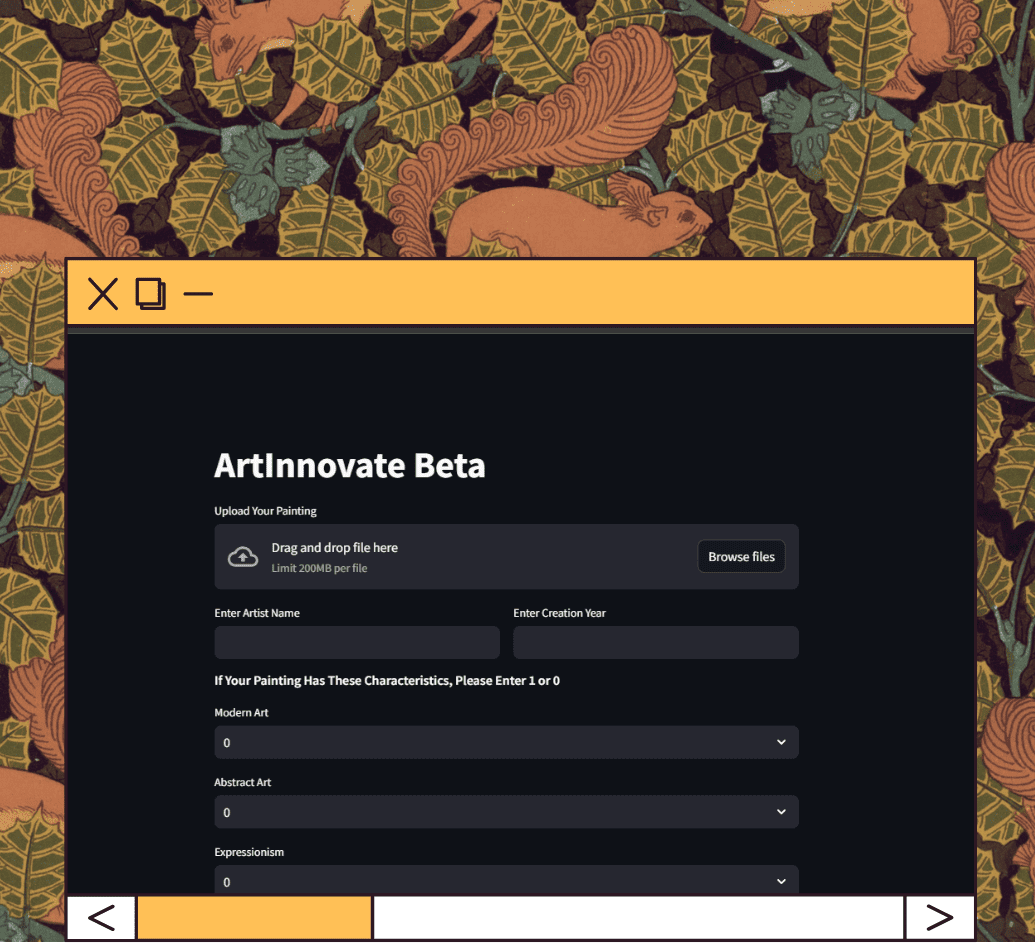 ArtInnovate Beta
Upload Your Painting
Drag and drop file here
Limit 200MB per file
Browse files
Enter Artist Name
Enter Creation Year
If Your Painting Has These Characteristics, Please Enter 1 or 0
Modern Art
0
Abstract Art
0
Expressionism
0